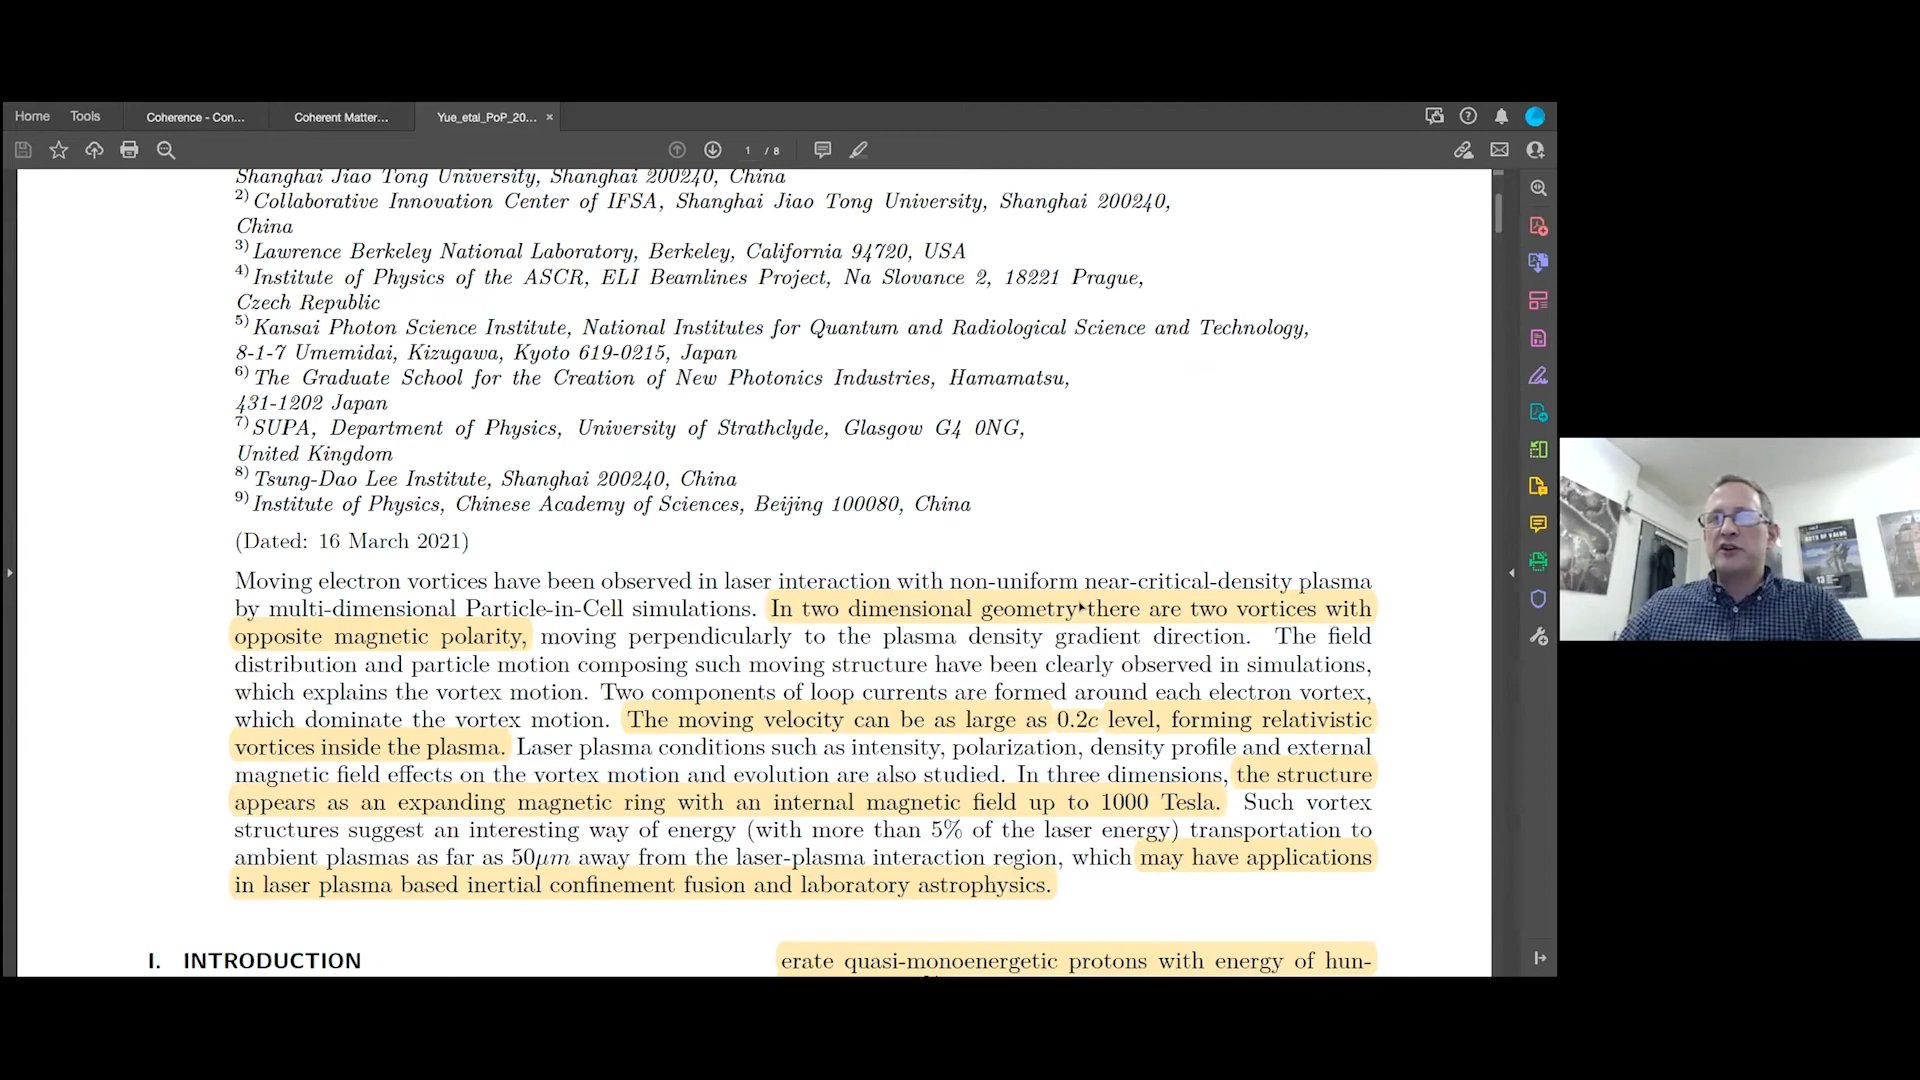 Home Tools Coherence - Con... Coherent Matter... Yue_etal_PoP_20... ×
1 / 8
Shanghai Jiao Tong University, Shanghai 200240, China
2) Collaborative Innovation Center of IFSA, Shanghai Jiao Tong University, Shanghai 200240,
China
3) Lawrence Berkeley National Laboratory, Berkeley, California 94720, USA
4) Institute of Physics of the ASCR, ELI Beamlines Project, Na Slovance 2, 18221 Prague,
Czech Republic
5) Kansai Photon Science Institute, National Institutes for Quantum and Radiological Science and Technology,
8-1-7 Umemidai, Kizugawa, Kyoto 619-0215, Japan
6) The Graduate School for the Creation of New Photonics Industries, Hamamatsu,
431-1202 Japan
7) SUPA, Department of Physics, University of Strathclyde, Glasgow G4 0NG,
United Kingdom
8) Tsung-Dao Lee Institute, Shanghai 200240, China
9) Institute of Physics, Chinese Academy of Sciences, Beijing 100080, China
(Dated: 16 March 2021)
Moving electron vortices have been observed in laser interaction with non-uniform near-critical-density plasma
by multi-dimensional Particle-in-Cell simulations. In two dimensional geometry there are two vortices with
opposite magnetic polarity, moving perpendicularly to the plasma density gradient direction. The field
distribution and particle motion composing such moving structure have been clearly observed in simulations,
which explains the vortex motion. Two components of loop currents are formed around each electron vortex,
which dominate the vortex motion. The moving velocity can be as large as 0.2c level, forming relativistic
vortices inside the plasma. Laser plasma conditions such as intensity, polarization, density profile and external
magnetic field effects on the vortex motion and evolution are also studied. In three dimensions, the structure
appears as an expanding magnetic ring with an internal magnetic field up to 1000 Tesla. Such vortex
structures suggest an interesting way of energy (with more than 5% of the laser energy) transportation to
ambient plasmas as far as 50μm away from the laser-plasma interaction region, which may have applications
in laser plasma based inertial confinement fusion and laboratory astrophysics.
I. INTRODUCTION
erate quasi-monoenergetic protons with energy of hun-
ACTS OF VALOR